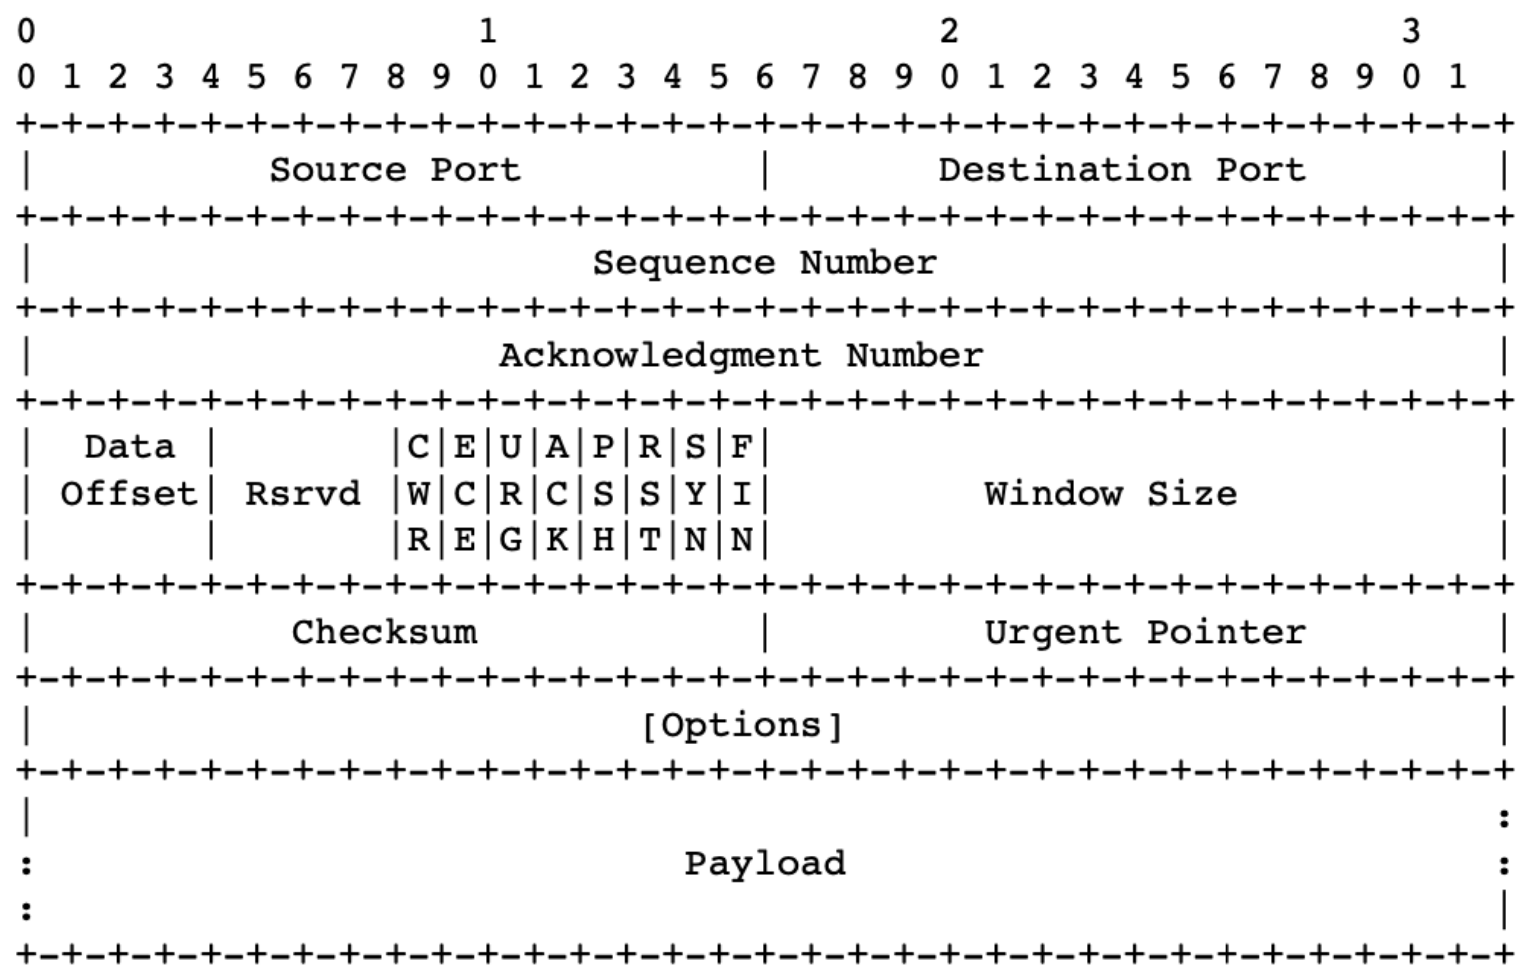 0                   1                   2                   3
0 1 2 3 4 5 6 7 8 9 0 1 2 3 4 5 6 7 8 9 0 1 2 3 4 5 6 7 8 9 0 1
+-+-+-+-+-+-+-+-+-+-+-+-+-+-+-+-+-+-+-+-+-+-+-+-+-+-+-+-+-+-+-+-+
|          Source Port          |       Destination Port        |
+-+-+-+-+-+-+-+-+-+-+-+-+-+-+-+-+-+-+-+-+-+-+-+-+-+-+-+-+-+-+-+-+
|                        Sequence Number                        |
+-+-+-+-+-+-+-+-+-+-+-+-+-+-+-+-+-+-+-+-+-+-+-+-+-+-+-+-+-+-+-+-+
|                    Acknowledgment Number                      |
+-+-+-+-+-+-+-+-+-+-+-+-+-+-+-+-+-+-+-+-+-+-+-+-+-+-+-+-+-+-+-+-+
|  Data |       |C|E|U|A|P|R|S|F|                               |
| Offset| Rsrvd |W|C|R|C|S|S|Y|I|         Window Size           |
|       |       |R|E|G|K|H|T|N|N|                               |
+-+-+-+-+-+-+-+-+-+-+-+-+-+-+-+-+-+-+-+-+-+-+-+-+-+-+-+-+-+-+-+-+
|           Checksum            |         Urgent Pointer        |
+-+-+-+-+-+-+-+-+-+-+-+-+-+-+-+-+-+-+-+-+-+-+-+-+-+-+-+-+-+-+-+-+
|                          [Options]                            |
+-+-+-+-+-+-+-+-+-+-+-+-+-+-+-+-+-+-+-+-+-+-+-+-+-+-+-+-+-+-+-+-+
|                                                               :
:                            Payload                            :
:                                                               |
+-+-+-+-+-+-+-+-+-+-+-+-+-+-+-+-+-+-+-+-+-+-+-+-+-+-+-+-+-+-+-+-+